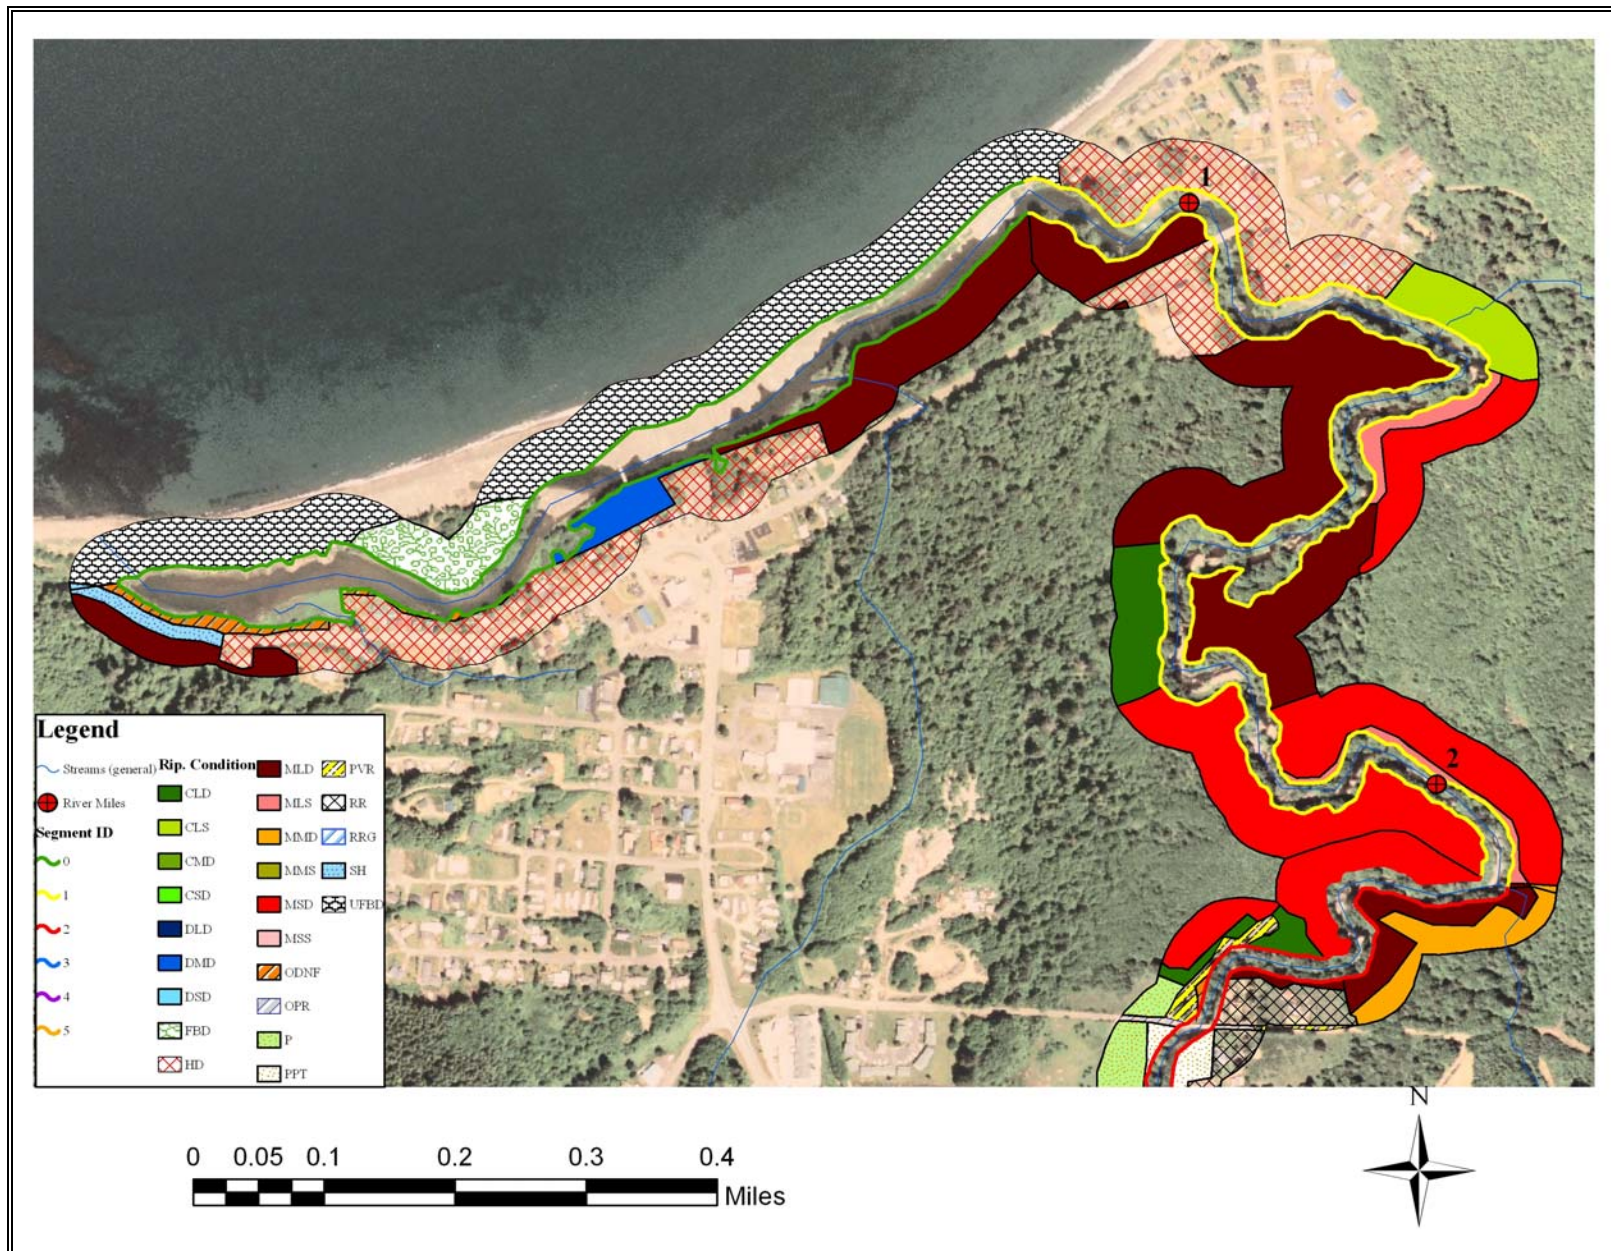 1
2
Legend
Streams (general)
River Miles
Segment ID
0
1
2
3
4
5
Rip. Condition
CLD
CLS
CMD
CSD
DLD
DMD
DSD
FBD
HD
MLD
MLS
MMD
MMS
MSD
MSS
ODNF
OPR
P
PPT
PVR
RR
RRG
SH
UFBD
N
0 0.05 0.1 0.2 0.3 0.4
Miles